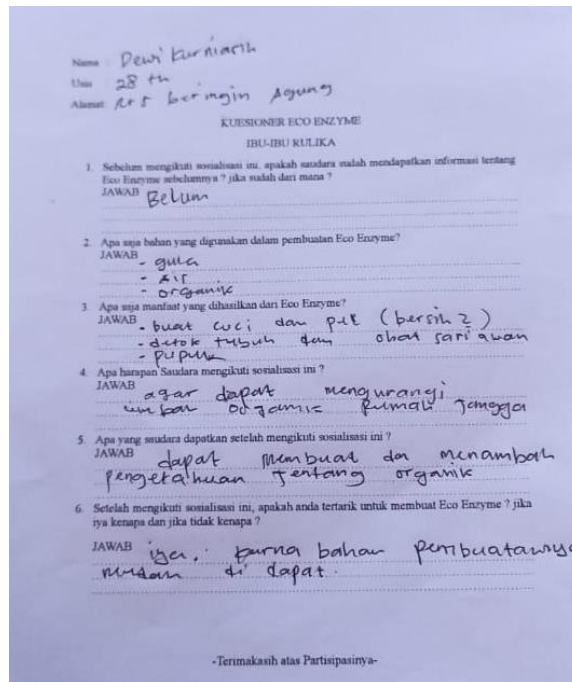 Nama : Dewi Kurniasih
Usia 28 th
Alamat Rt 5 beringin Agung
KUESIONER ECO ENZYME
IBU-IBU RULIKA
1. Sebelum mengikuti sosialisasi ini, apakah saudara sudah mendapatkan informasi tentang
Eco Enzyme sebelumnya ? jika sudah dari mana ?
JAWAB Belum
2. Apa saja bahan yang digunakan dalam pembuatan Eco Enzyme?
JAWAB - gula
- Air
- organik
3. Apa saja manfaat yang dihasilkan dari Eco Enzyme?
JAWAB - buat cuci dan pel (bersih2)
- detok tubuh dan obat sariawan
- pupuk
4. Apa harapan Saudara mengikuti sosialisasi ini ?
JAWAB agar dapat mengurangi
limbah organik Rumah Tangga
5. Apa yang saudara dapatkan setelah mengikuti sosialisasi ini ?
JAWAB dapat membuat dan menambah
pengetahuan tentang organik
6. Setelah mengikuti sosialisasi ini, apakah anda tertarik untuk membuat Eco Enzyme ? jika
iya kenapa dan jika tidak kenapa ?
JAWAB iya, bahan pembuatannya
mudah di dapat.
-Terimakasih atas Partisipasinya-